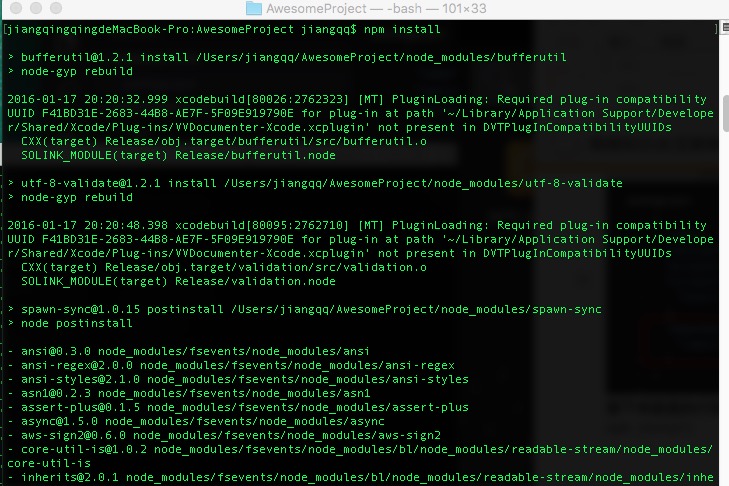 AwesomeProject — -bash — 101×33
[jiangqingqingdeMacBook-Pro:AwesomeProject jiangqq$ npm install ]
> bufferutil@1.2.1 install /Users/jiangqq/AwesomeProject/node_modules/bufferutil
> node-gyp rebuild
2016-01-17 20:20:32.999 xcodebuild[80026:2762323] [MT] PluginLoading: Required plug-in compatibility
UUID F41BD31E-2683-44B8-AE7F-5F09E919790E for plug-in at path '~/Library/Application Support/Develope
r/Shared/Xcode/Plug-ins/VVDocumenter-Xcode.xcplugin' not present in DVTPlugInCompatibilityUUIDs
CXX(target) Release/obj.target/bufferutil/src/bufferutil.o
SOLINK_MODULE(target) Release/bufferutil.node
> utf-8-validate@1.2.1 install /Users/jiangqq/AwesomeProject/node_modules/utf-8-validate
> node-gyp rebuild
2016-01-17 20:20:48.398 xcodebuild[80095:2762710] [MT] PluginLoading: Required plug-in compatibility
UUID F41BD31E-2683-44B8-AE7F-5F09E919790E for plug-in at path '~/Library/Application Support/Develope
r/Shared/Xcode/Plug-ins/VVDocumenter-Xcode.xcplugin' not present in DVTPlugInCompatibilityUUIDs
CXX(target) Release/obj.target/validation/src/validation.o
SOLINK_MODULE(target) Release/validation.node
> spawn-sync@1.0.15 postinstall /Users/jiangqq/AwesomeProject/node_modules/spawn-sync
> node postinstall
- ansi@0.3.0 node_modules/fsevents/node_modules/ansi
- ansi-regex@2.0.0 node_modules/fsevents/node_modules/ansi-regex
- ansi-styles@2.1.0 node_modules/fsevents/node_modules/ansi-styles
- asn1@0.2.3 node_modules/fsevents/node_modules/asn1
- assert-plus@0.1.5 node_modules/fsevents/node_modules/assert-plus
- async@1.5.0 node_modules/fsevents/node_modules/async
- aws-sign2@0.6.0 node_modules/fsevents/node_modules/aws-sign2
- core-util-is@1.0.2 node_modules/fsevents/node_modules/bl/node_modules/readable-stream/node_modules/
core-util-is
- inherits@2.0.1 node_modules/fsevents/node_modules/bl/node_modules/readable-stream/node_modules/inhe